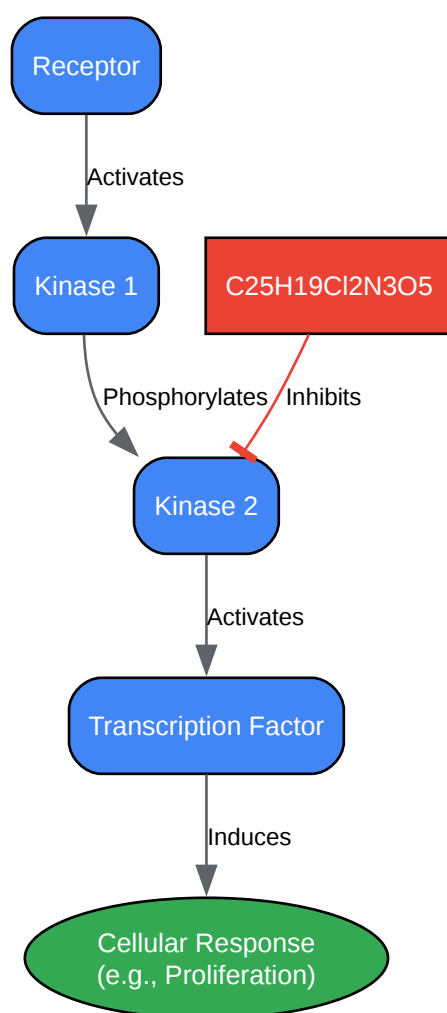 Receptor
Activates
Kinase 1
C25H19Cl2N3O5
Phosphorylates
Inhibits
Kinase 2
Activates
Transcription Factor
Induces
Cellular Response
(e.g., Proliferation)